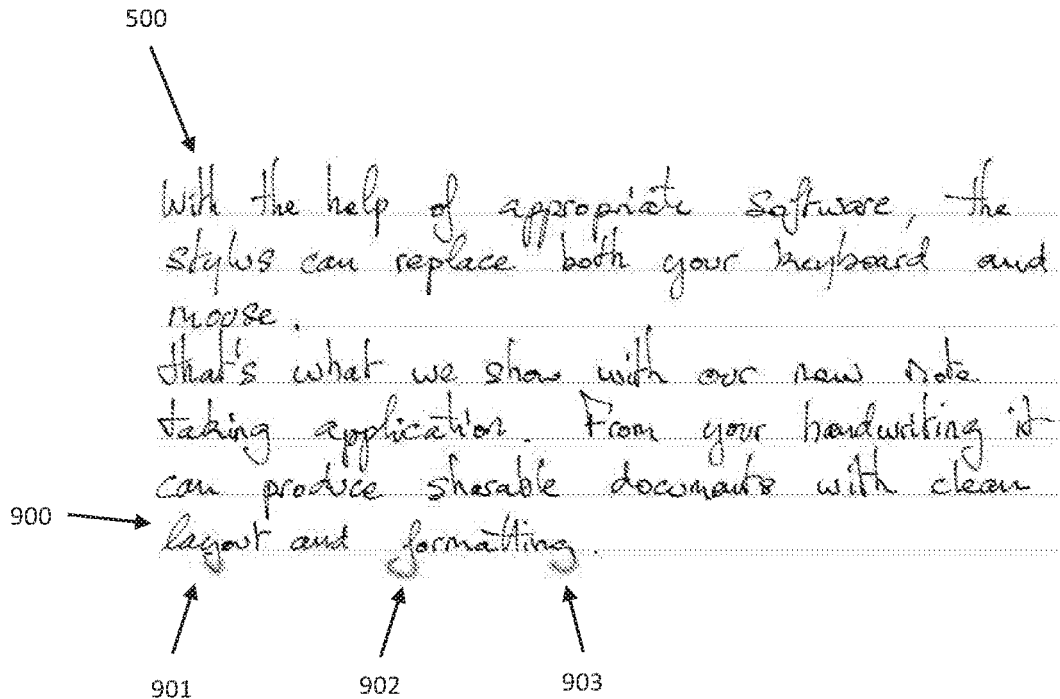 500
With the help of appropriate software, the
stylus can replace both your keyboard and
mouse.
that's what we show with our new note
taking application. From your handwriting it
can produce sharable documents with clean
900
layout and formatting.
901 902 903